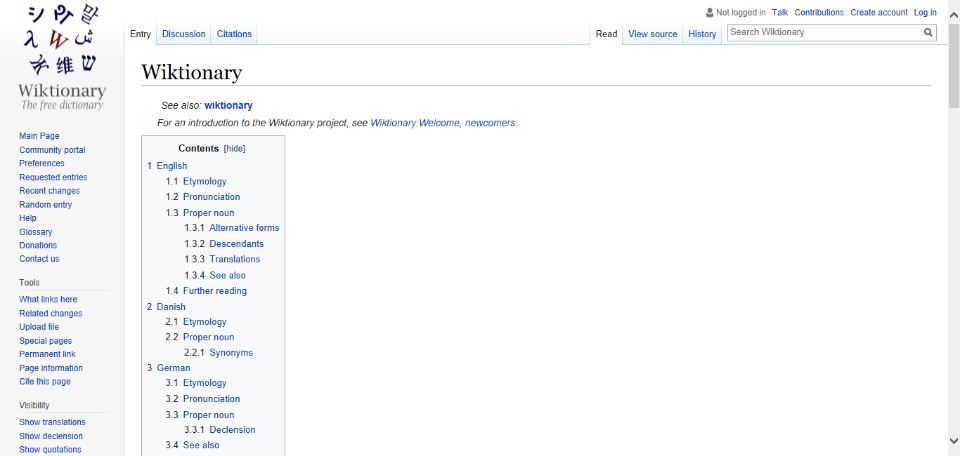 Not logged in Talk Contributions Create account Log in
Entry Discussion Citations
Read View source History Search Wiktionary
シ 말
λ W
维 ש
Wiktionary
The free dictionary
Main Page
Community portal
Preferences
Requested entries
Recent changes
Random entry
Help
Glossary
Donations
Contact us
Tools
What links here
Related changes
Upload file
Special pages
Permanent link
Page information
Cite this page
Visibility
Show translations
Show declension
Show quotations
Wiktionary
See also: wiktionary
For an introduction to the Wiktionary project, see Wiktionary:Welcome, newcomers.
Contents [hide]
1 English
1.1 Etymology
1.2 Pronunciation
1.3 Proper noun
1.3.1 Alternative forms
1.3.2 Descendants
1.3.3 Translations
1.3.4 See also
1.4 Further reading
2 Danish
2.1 Etymology
2.2 Proper noun
2.2.1 Synonyms
3 German
3.1 Etymology
3.2 Pronunciation
3.3 Proper noun
3.3.1 Declension
3.4 See also